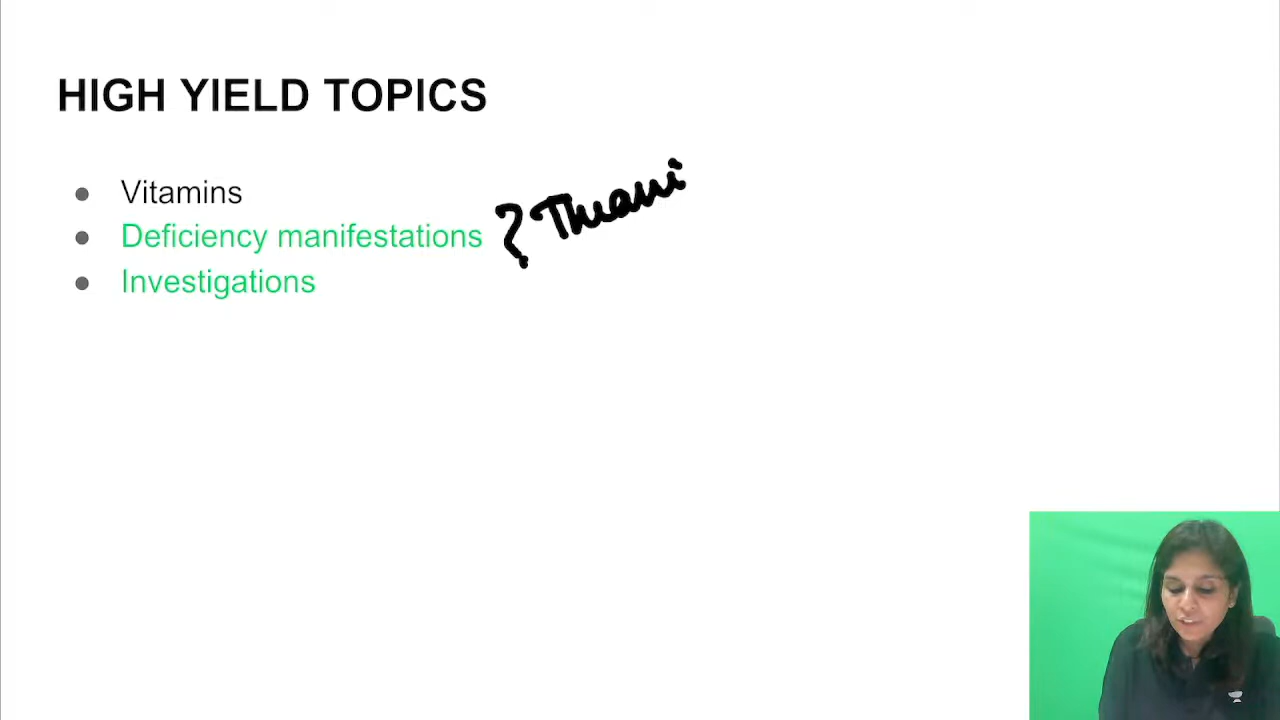 HIGH YIELD TOPICS
• Vitamins
• Deficiency manifestations ? Thiami
• Investigations